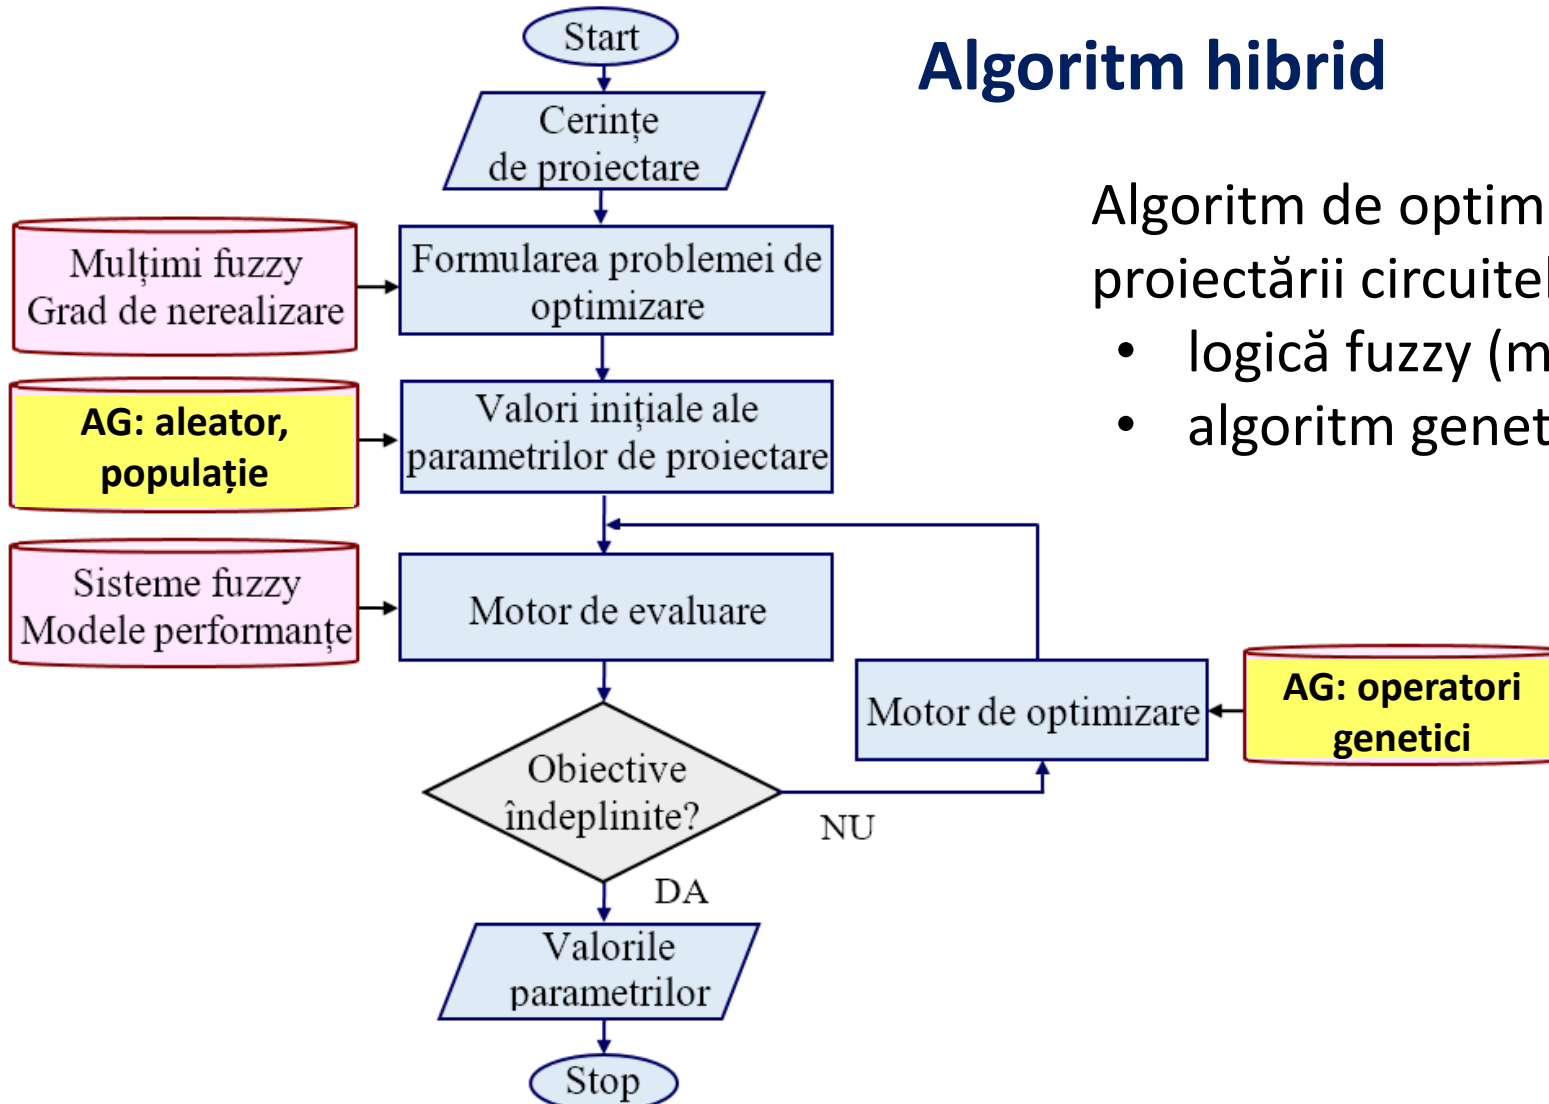 Algoritm hibrid
Algoritm de optim
proiectării circuitel
• logică fuzzy (m
• algoritm genet
Start
Cerințe
de proiectare
Mulțimi fuzzy
Grad de nerealizare
Formularea problemei de
optimizare
AG: aleator,
populație
Valori inițiale ale
parametrilor de proiectare
Sisteme fuzzy
Modele performanțe
Motor de evaluare
Motor de optimizare
AG: operatori
genetici
Obiective
îndeplinite?
NU
DA
Valorile
parametrilor
Stop